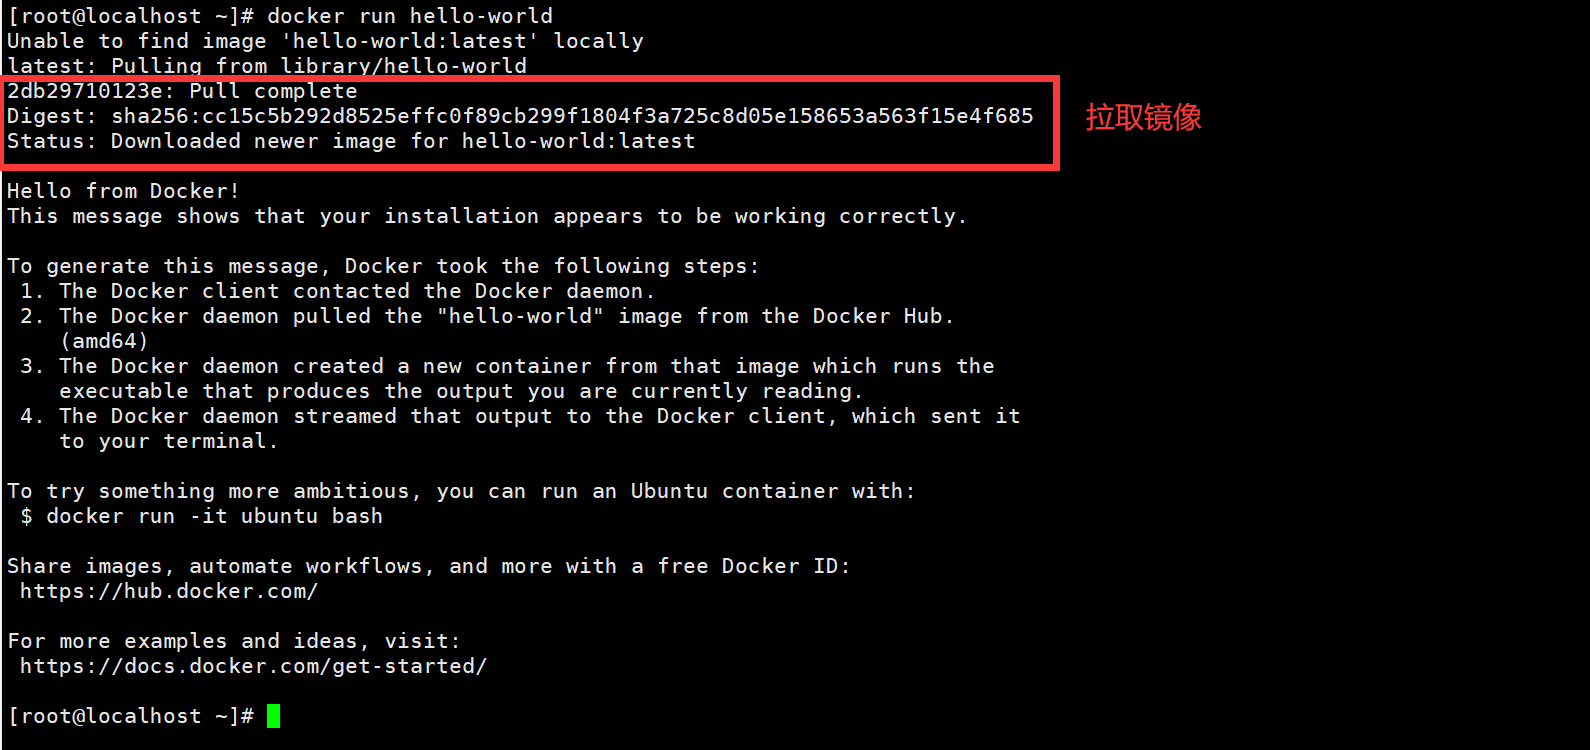 [root@localhost ~]# docker run hello-world
Unable to find image 'hello-world:latest' locally
latest: Pulling from library/hello-world
2db29710123e: Pull complete
Digest: sha256:cc15c5b292d8525effc0f89cb299f1804f3a725c8d05e158653a563f15e4f685
拉取镜像
Status: Downloaded newer image for hello-world:latest
Hello from Docker!
This message shows that your installation appears to be working correctly.
To generate this message, Docker took the following steps:
1. The Docker client contacted the Docker daemon.
2. The Docker daemon pulled the "hello-world" image from the Docker Hub.
(amd64)
3. The Docker daemon created a new container from that image which runs the
executable that produces the output you are currently reading.
4. The Docker daemon streamed that output to the Docker client, which sent it
to your terminal.
To try something more ambitious, you can run an Ubuntu container with:
$ docker run -it ubuntu bash
Share images, automate workflows, and more with a free Docker ID:
https://hub.docker.com/
For more examples and ideas, visit:
https://docs.docker.com/get-started/
[root@localhost ~]#